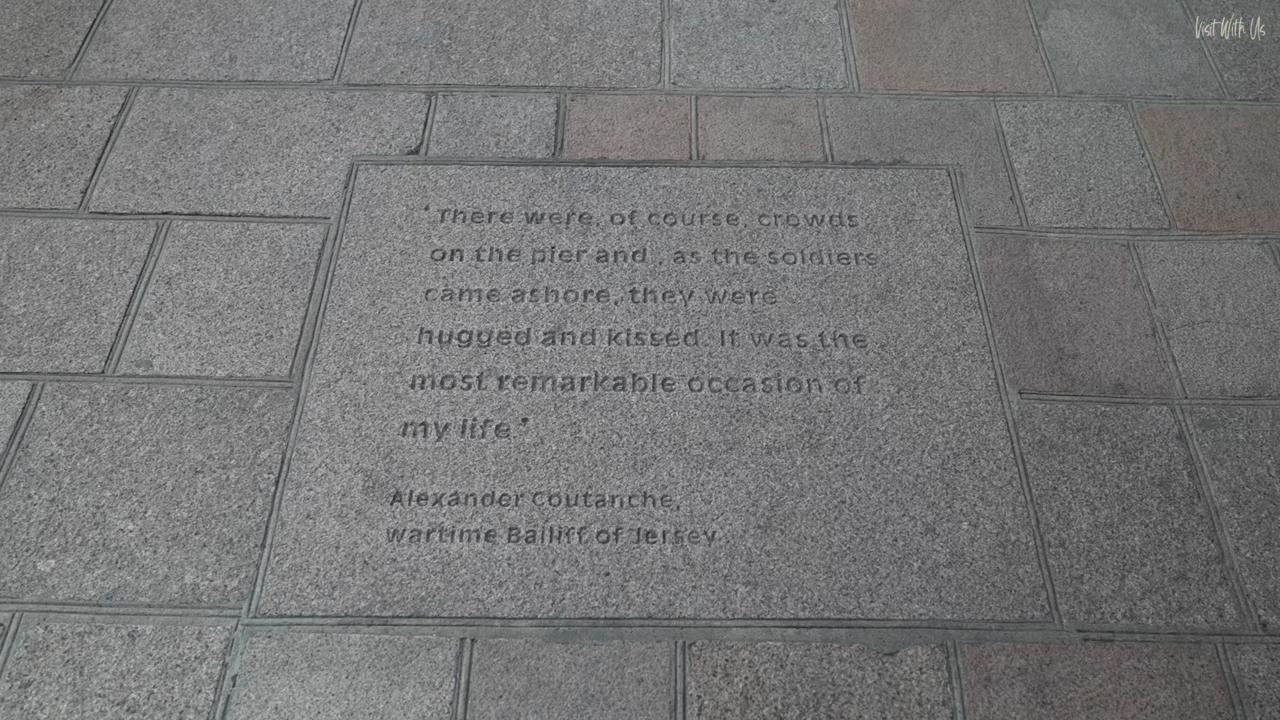 Visit With Us
'There were, of course, crowds
on the pier and , as the soldiers
came ashore, they were
hugged and kissed. It was the
most remarkable occasion of
my life'
Alexander Coutanche,
wartime Bailiff of Jersey